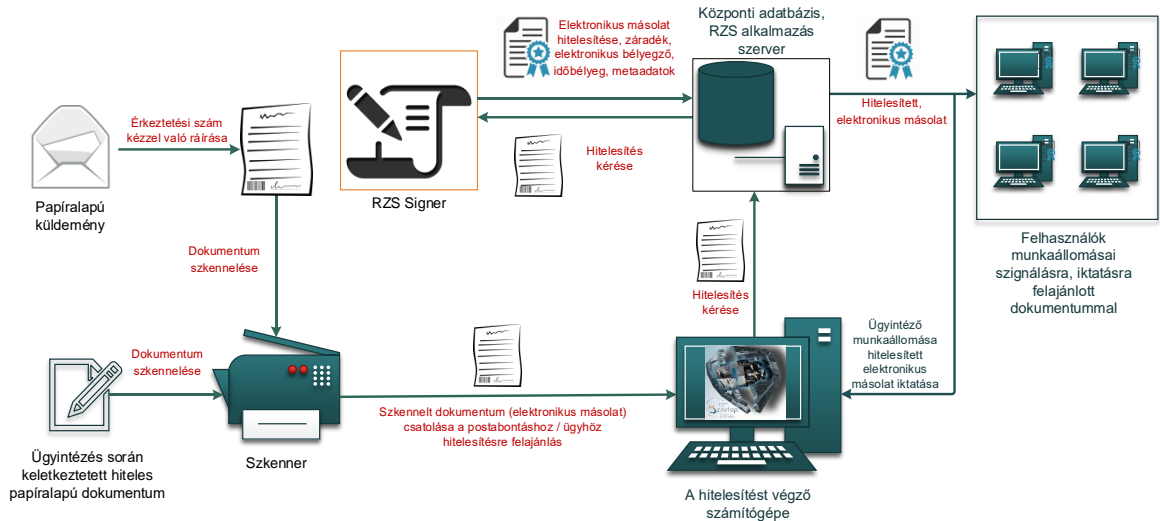 Elektronikus másolat
hitelesítése, záradék,
elektronikus bélyegző,
időbélyeg, metaadatok
Központi adatbázis,
RZS alkalmazás
szerver
Érkeztetési szám
kézzel való ráírása
Hitelesítés
kérése
Hitelesített,
elektronikus másolat
Papíralapú
küldemény
RZS Signer
Dokumentum
szkennelése
Hitelesítés
kérése
Felhasználók
munkaállomásai
szignálásra, iktatásra
felajánlott
dokumentummal
Dokumentum
szkennelése
Ügyintéző
munkaállomása
hitelesített
elektronikus
másolat iktatása
Szkennelt dokumentum (elektronikus másolat)
csatolása a postabontáshoz / ügyhöz
hitelesítésre felajánlás
Ügyintézés során
keletkeztetett hiteles
papíralapú dokumentum
Szkenner
A hitelesítést végző
számítógépe